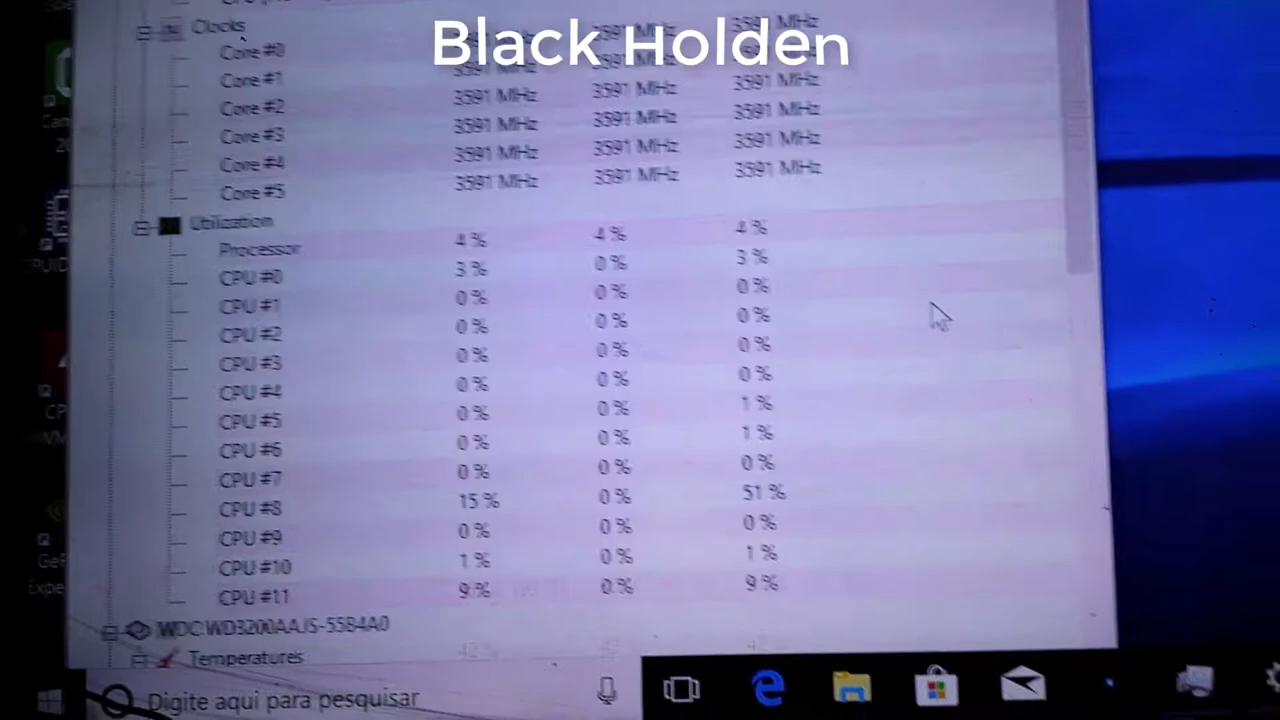 Black Holden
Clocks
Core #0 3591 MHz
Core #1 3591 MHz
Core #2 3591 MHz 3591 MHz 3591 MHz
Core #3 3591 MHz 3591 MHz 3591 MHz
Core #4 3591 MHz 3591 MHz 3591 MHz
Core #5 3591 MHz 3591 MHz 3591 MHz
Utilization
Processor 4 % 4 % 4 %
CPU #0 3 % 0 % 3 %
CPU #1 0 % 0 % 0 %
CPU #2 0 % 0 % 0 %
CPU #3 0 % 0 % 0 %
CPU #4 0 % 0 % 0 %
CPU #5 0 % 0 % 1 %
CPU #6 0 % 0 % 1 %
CPU #7 0 % 0 % 0 %
CPU #8 15 % 0 % 51 %
CPU #9 0 % 0 % 0 %
CPU #10 1 % 0 % 1 %
CPU #11 9 % 0 % 9 %
WDC WD3200AAJS-55B4A0
Temperatures
Digite aqui para pesquisar